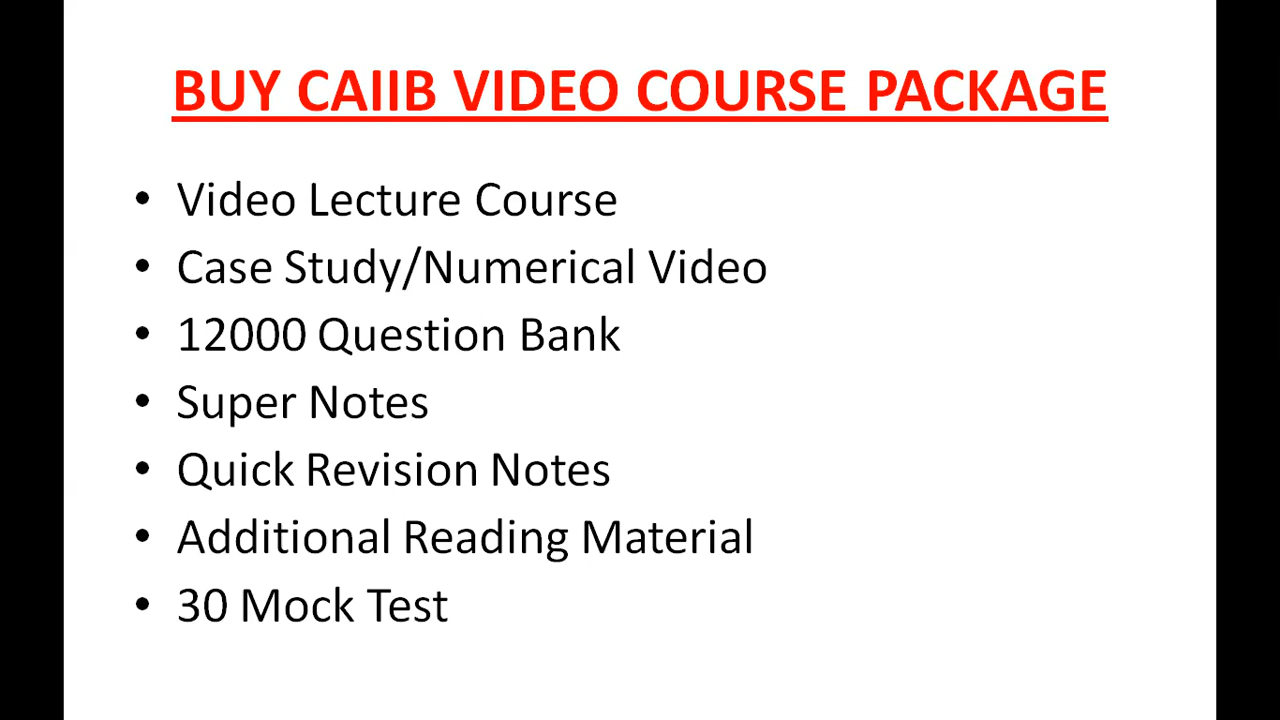 BUY CAIIB VIDEO COURSE PACKAGE
• Video Lecture Course
• Case Study/Numerical Video
• 12000 Question Bank
• Super Notes
• Quick Revision Notes
• Additional Reading Material
• 30 Mock Test